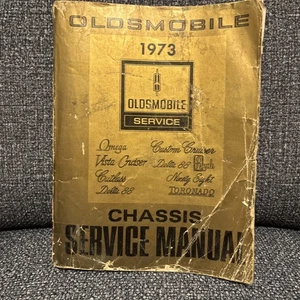 OLDSMOBILE
1973
OLDSMOBILE
SERVICE
Omega Custom Cruiser
Vista Cruiser Delta 88
Cutlass Ninety Eight
Delta 88 TORONADO
CHASSIS
SERVICE MANUAL